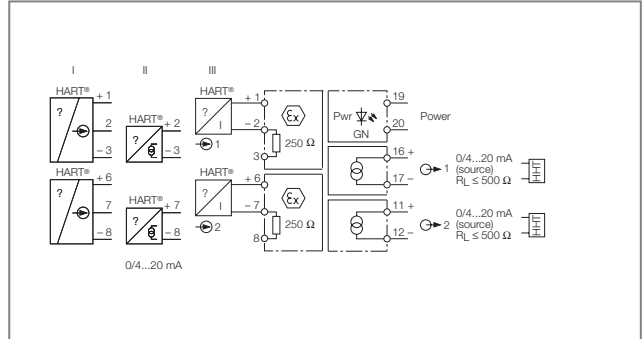 I II III
HART® HART® 19
+ 1 + 1 Ex Pwr Power
? HART® ? 20
2 + 2 I – 2 GN
? 250 Ω
– 3 – 3 1 3 16 + 1 0/4...20 mA
(source)
HART® HART® 17 – RL ≤ 500 Ω
+ 6 + 6 Ex
? ? 11 + 0/4...20 mA
7 + 7 I – 7 2 (source)
HART® 250 Ω 12 – RL ≤ 500 Ω
? 2
– 8 – 8 8
0/4...20 mA